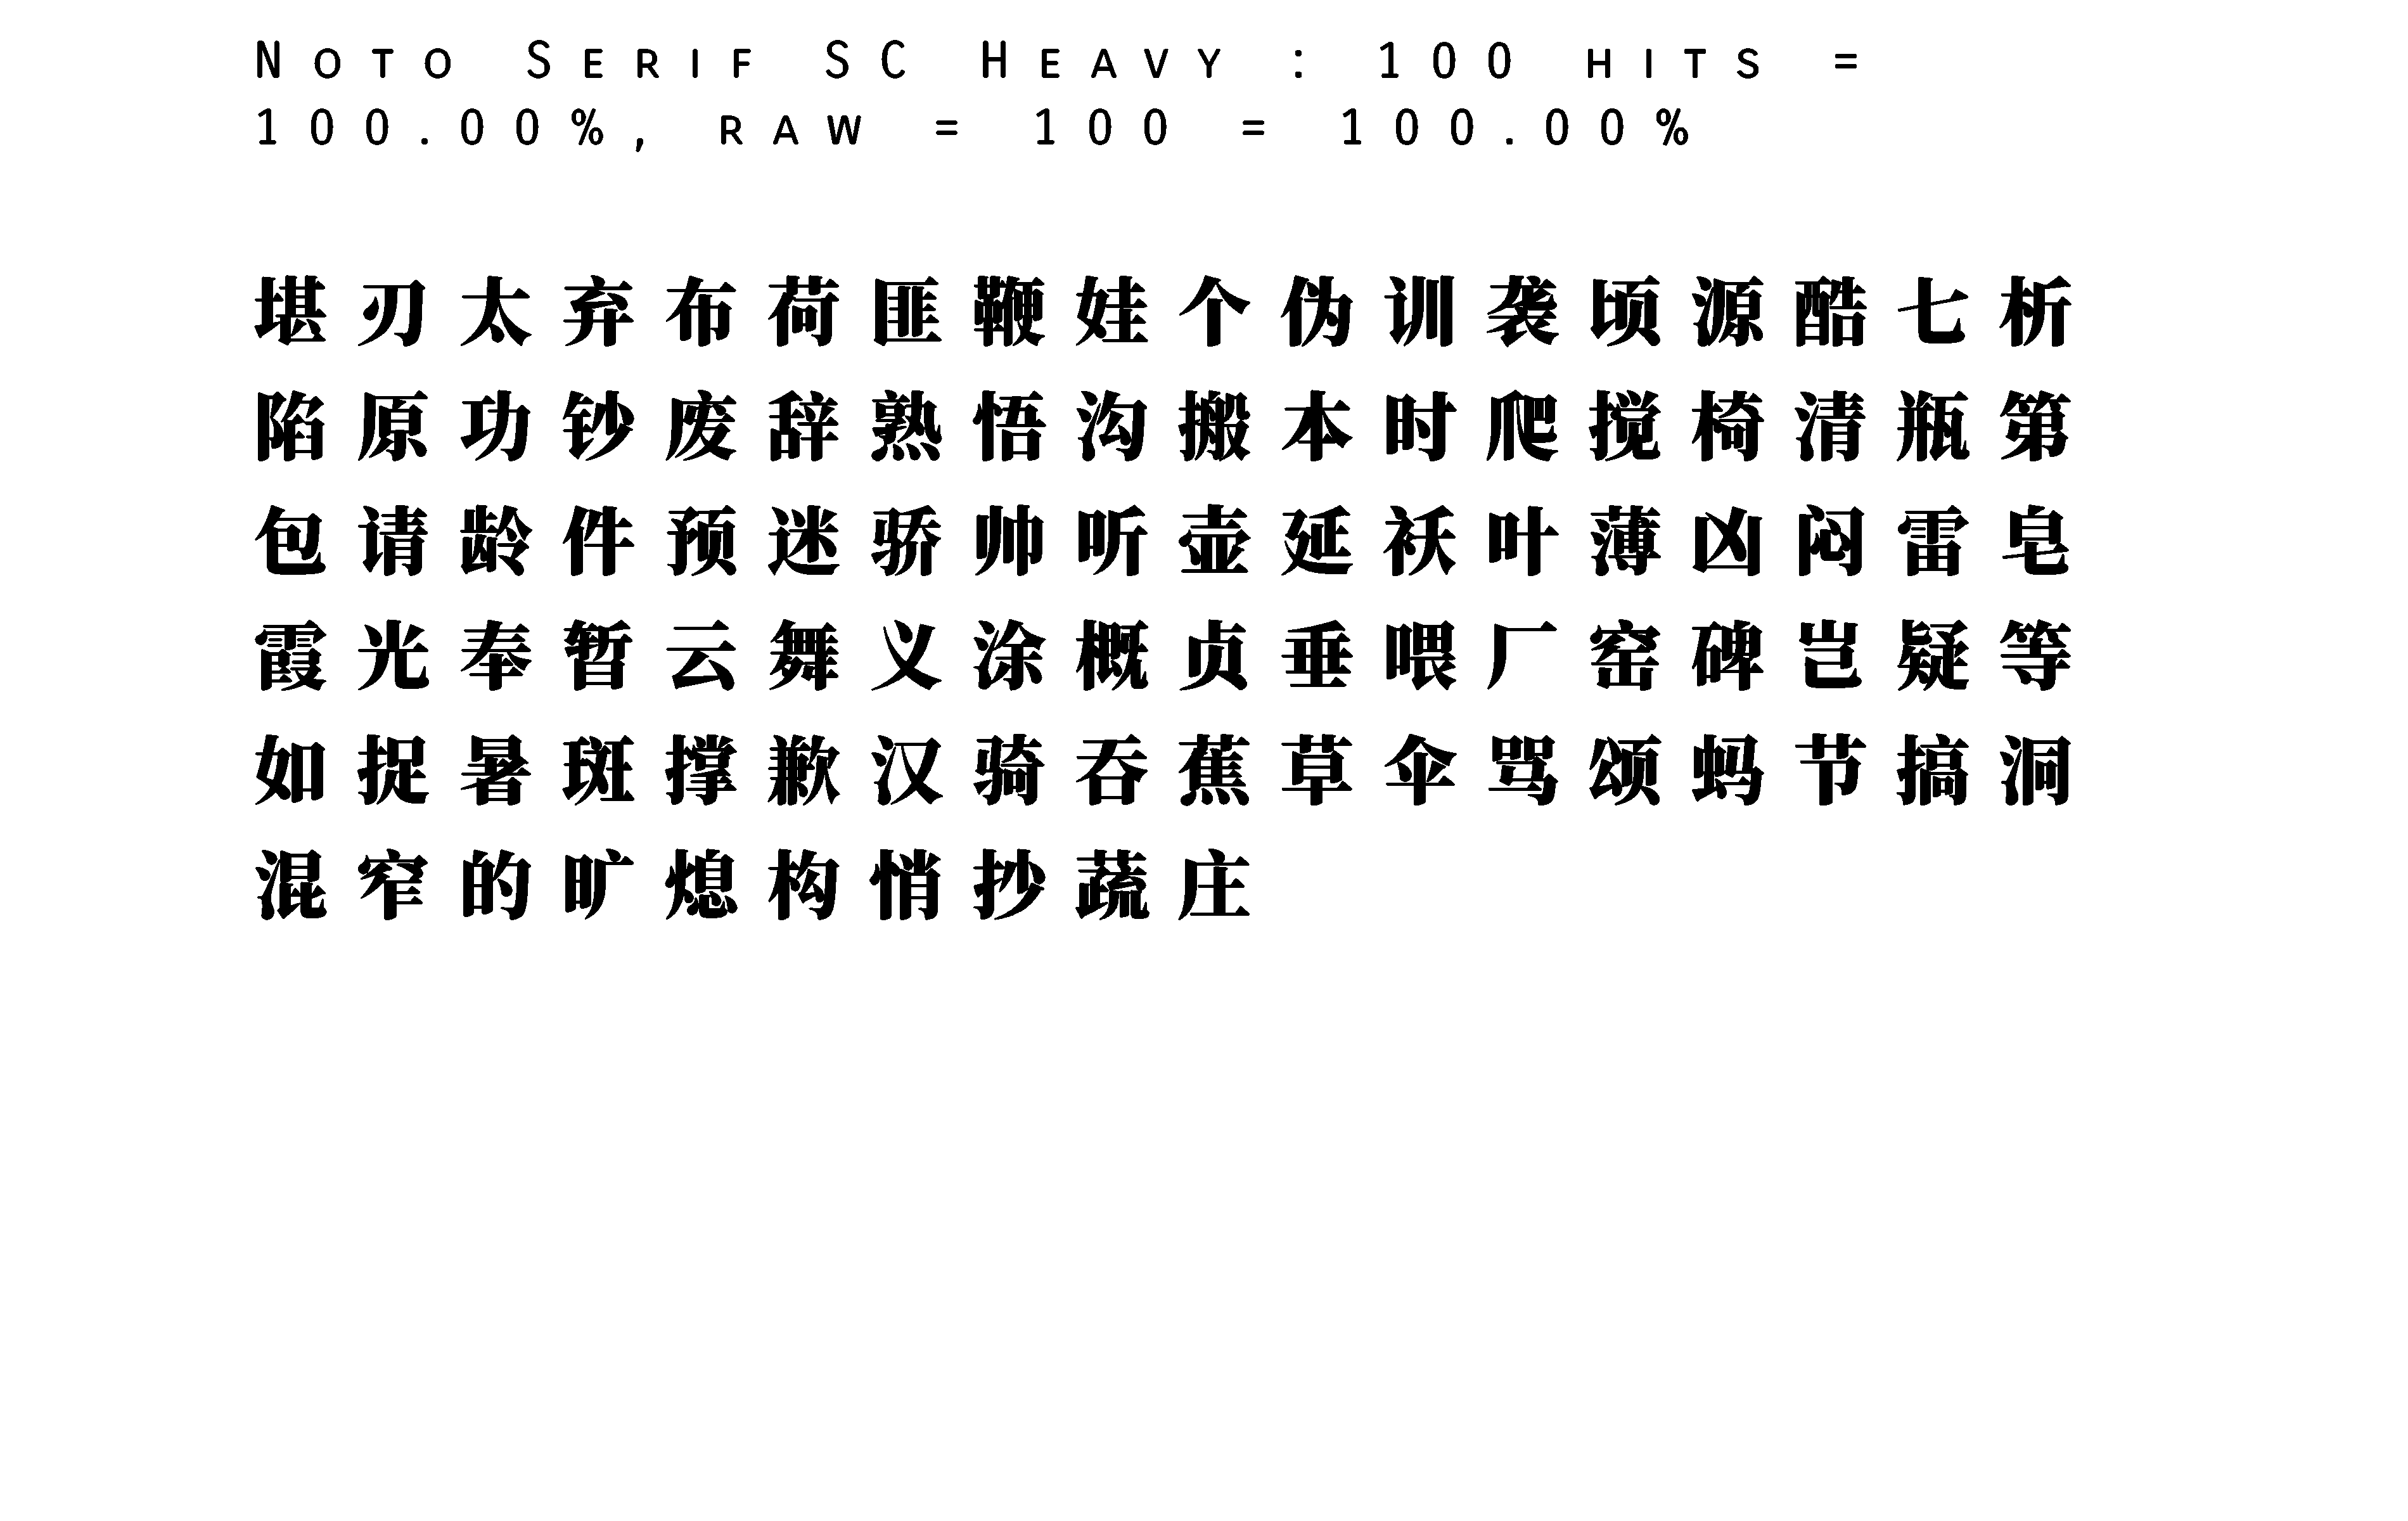 Noto Serif SC Heavy : 100 hits =
100.00%, raw = 100 = 100.00%
堪刃太弃布荷匪鞭娃个伪训袭顷源酷七析
陷原功钞废辞熟悟沟搬本时爬搅椅清瓶第
包请龄件预迷骄帅听壶延袄叶薄凶闷雷皂
霞光奉暂云舞义涂概贞垂喂厂窑碑岂疑等
如捉暑斑撑歉汉骑吞蕉草伞骂颂蚂节搞洞
混窄的旷熄构悄抄蔬庄